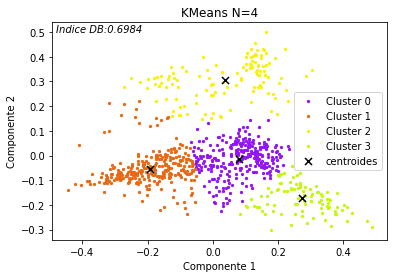 KMeans N=4
Indice DB:0.6984
0.5
0.4
0.3
0.2
0.1
0.0
−0.1
−0.2
−0.3
Componente 2
Cluster 0
Cluster 1
Cluster 2
Cluster 3
centroides
−0.4
−0.2
0.0
0.2
0.4
Componente 1